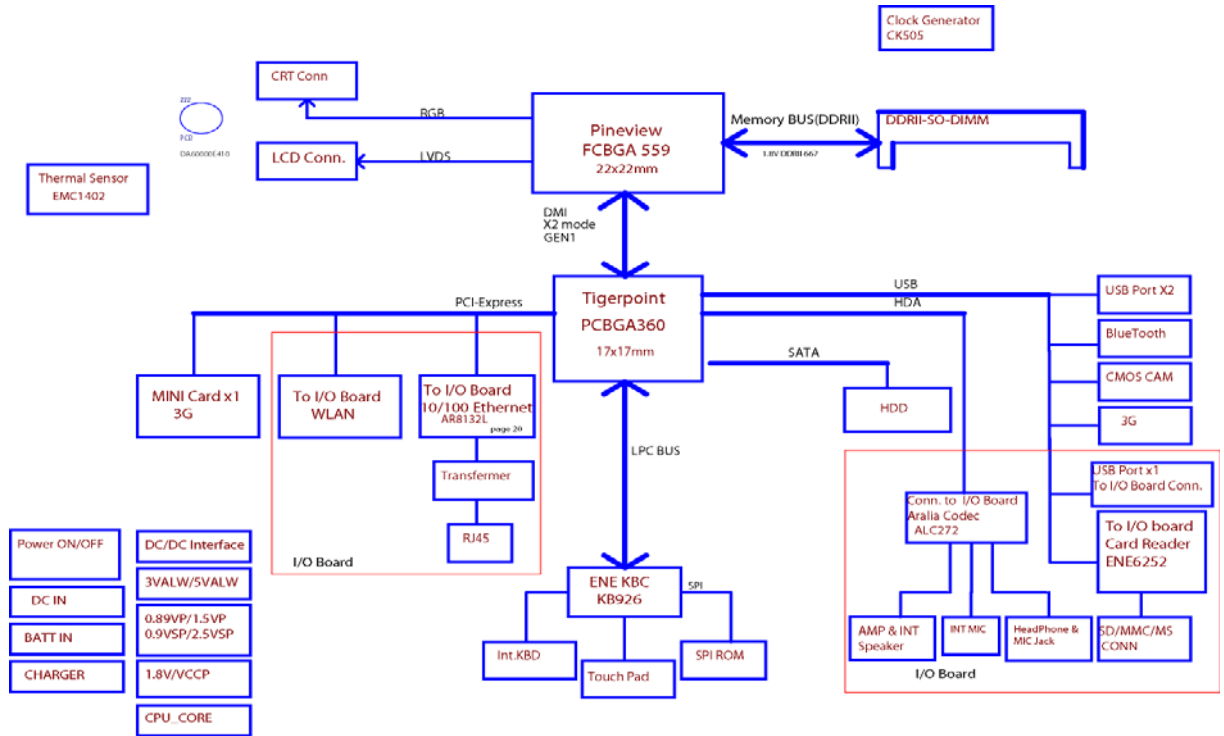 Clock Generator
CK505
CRT Conn
RGB
ZZZ
PCB
DA60000E410
LCD Conn.
LVDS
Pineview
FCBGA 559
22x22mm
Memory BUS(DDRII)
1.8V DDRII 667
DDRII-SO-DIMM
Thermal Sensor
EMC1402
DMI
X2 mode
GEN1
Tigerpoint
PCBGA360
17x17mm
PCI-Express
USB
HDA
SATA
USB Port X2
BlueTooth
CMOS CAM
3G
MINI Card x1
3G
To I/O Board
WLAN
To I/O Board
10/100 Ethernet
AR8132L
page 20
Transfermer
RJ45
I/O Board
HDD
LPC BUS
USB Port x1
To I/O Board Conn.
Conn. to I/O Board
Aralia Codec
ALC272
To I/O board
Card Reader
ENE6252
AMP & INT
Speaker
INT MIC
HeadPhone &
MIC Jack
SD/MMC/MS
CONN
I/O Board
ENE KBC
KB926
SPI
Int.KBD
Touch Pad
SPI ROM
Power ON/OFF
DC IN
BATT IN
CHARGER
DC/DC Interface
3VALW/5VALW
0.89VP/1.5VP
0.9VSP/2.5VSP
1.8V/VCCP
CPU_CORE